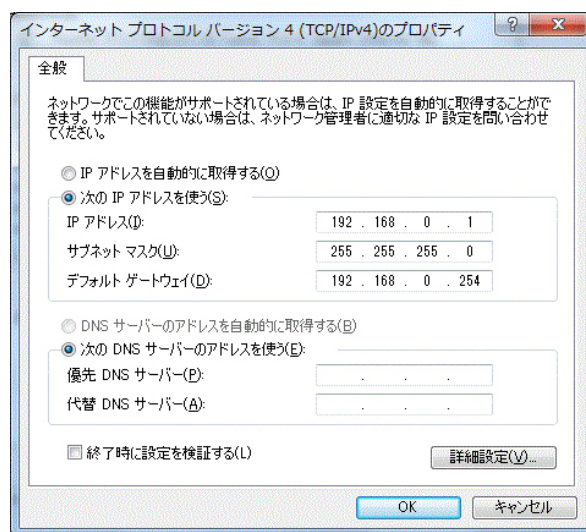 インターネット プロトコル バージョン 4 (TCP/IPv4)のプロパティ
全般
ネットワークでこの機能がサポートされている場合は、IP 設定を自動的に取得することがで
きます。サポートされていない場合は、ネットワーク管理者に適切な IP 設定を問い合わせ
てください。
IP アドレスを自動的に取得する(O)
次の IP アドレスを使う(S):
IP アドレス(I): 192 . 168 . 0 . 1
サブネット マスク(U): 255 . 255 . 255 . 0
デフォルト ゲートウェイ(D): 192 . 168 . 0 . 254
DNS サーバーのアドレスを自動的に取得する(B)
次の DNS サーバーのアドレスを使う(E):
優先 DNS サーバー(P): . . .
代替 DNS サーバー(A): . . .
終了時に設定を検証する(L)
詳細設定(V)...
OK キャンセル